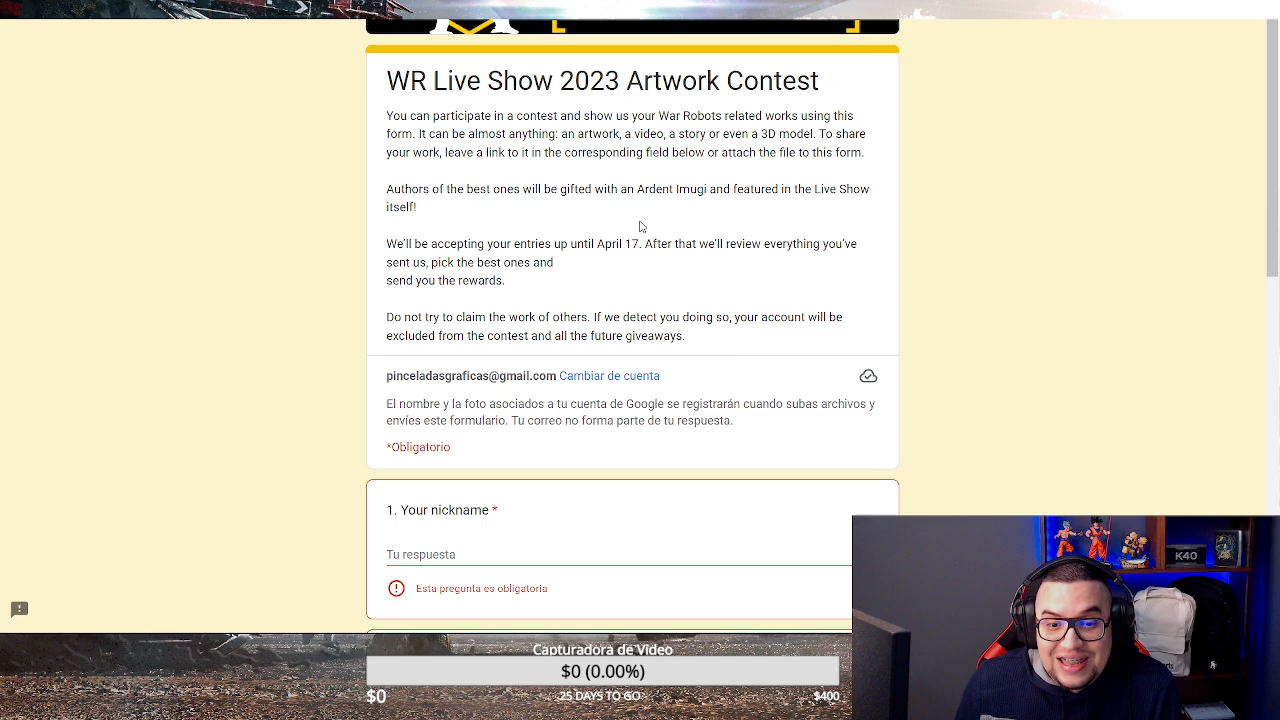 WR Live Show 2023 Artwork Contest
You can participate in a contest and show us your War Robots related works using this
form. It can be almost anything: an artwork, a video, a story or even a 3D model. To share
your work, leave a link to it in the corresponding field below or attach the file to this form.
Authors of the best ones will be gifted with an Ardent Imugi and featured in the Live Show
itself!
We'll be accepting your entries up until April 17. After that we'll review everything you've
sent us, pick the best ones and
send you the rewards.
Do not try to claim the work of others. If we detect you doing so, your account will be
excluded from the contest and all the future giveaways.
pinceladasgraficas@gmail.com Cambiar de cuenta
El nombre y la foto asociados a tu cuenta de Google se registrarán cuando subas archivos y
envíes este formulario. Tu correo no forma parte de tu respuesta.
*Obligatorio
1. Your nickname *
Tu respuesta
Esta pregunta es obligatoria
K40
Capturadora de Video
$0 (0.00%)
$0
25 DAYS TO GO
$400